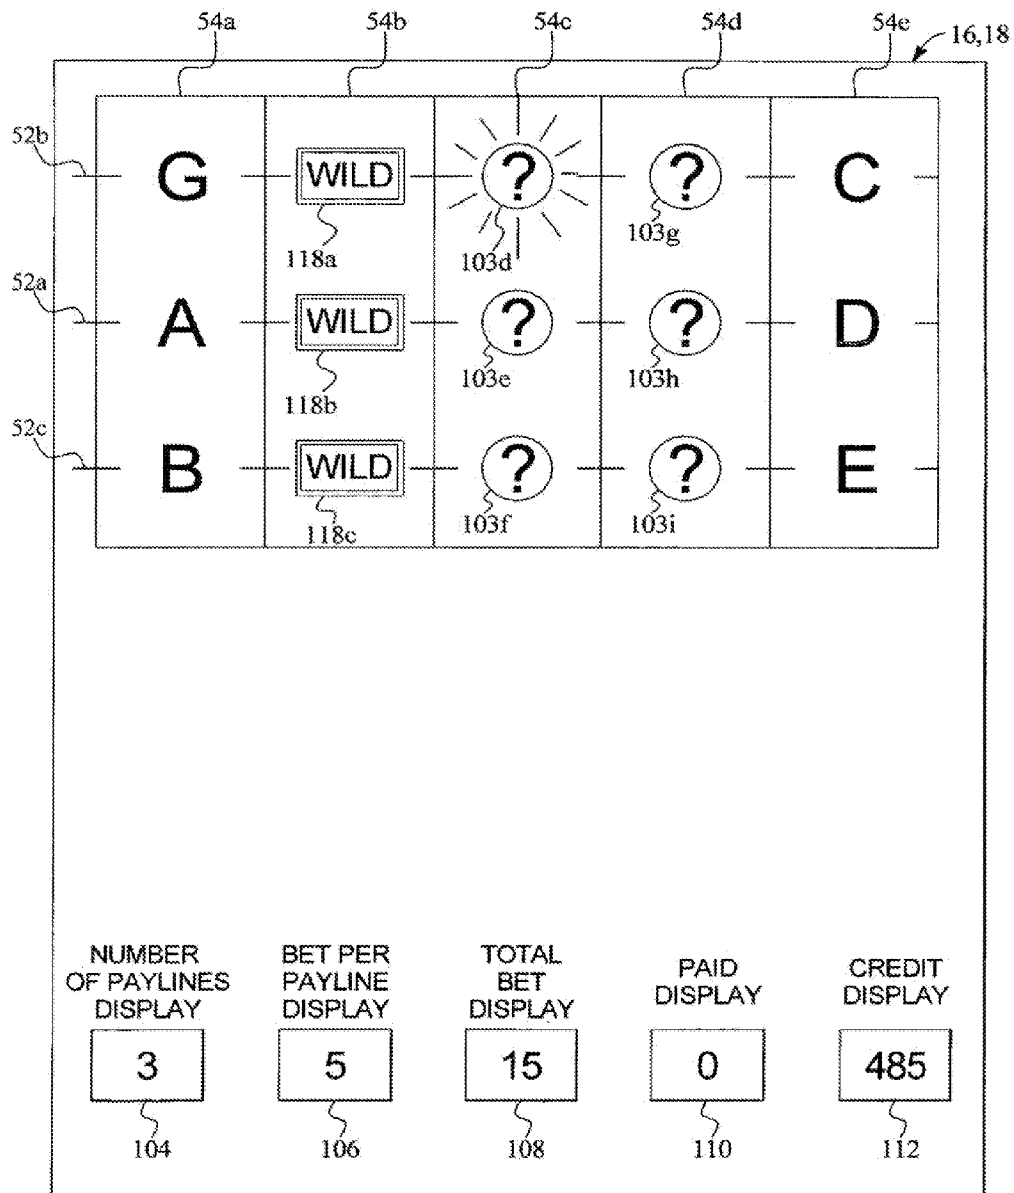 54a 54b 54c 54d 54e
16,18
52b G WILD ? ? C
118a 103d 103g
52a A WILD ? ? D
118b 103e 103h
52c B WILD ? ? E
118c 103f 103i
NUMBER OF PAYLINES DISPLAY
BET PER PAYLINE DISPLAY
TOTAL BET DISPLAY
PAID DISPLAY
CREDIT DISPLAY
3 5 15 0 485
104 106 108 110 112